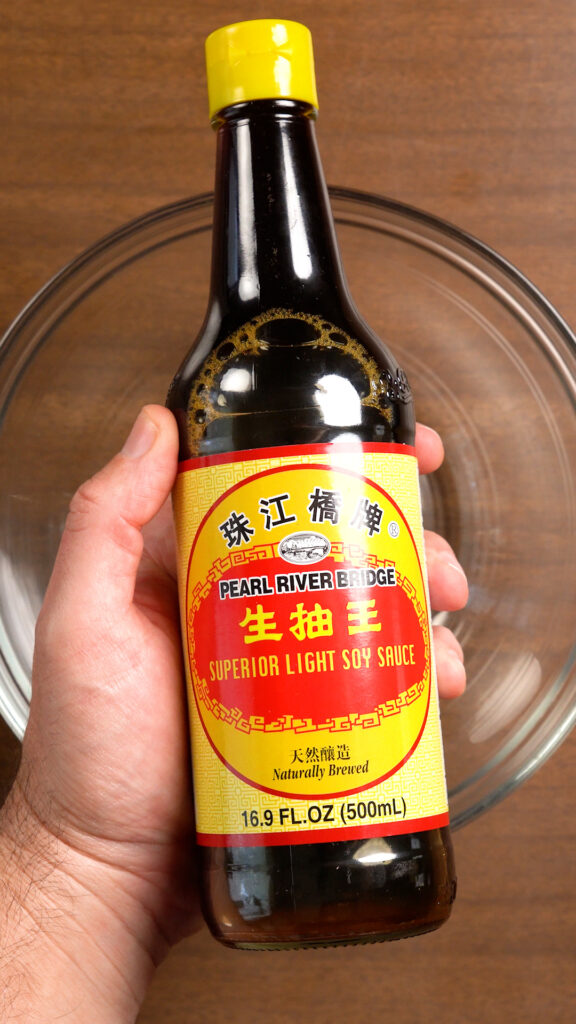 珠江橋牌®
PEARL RIVER BRIDGE
生抽王
SUPERIOR LIGHT SOY SAUCE
天然釀造
Naturally Brewed
16.9 FL.OZ (500mL)